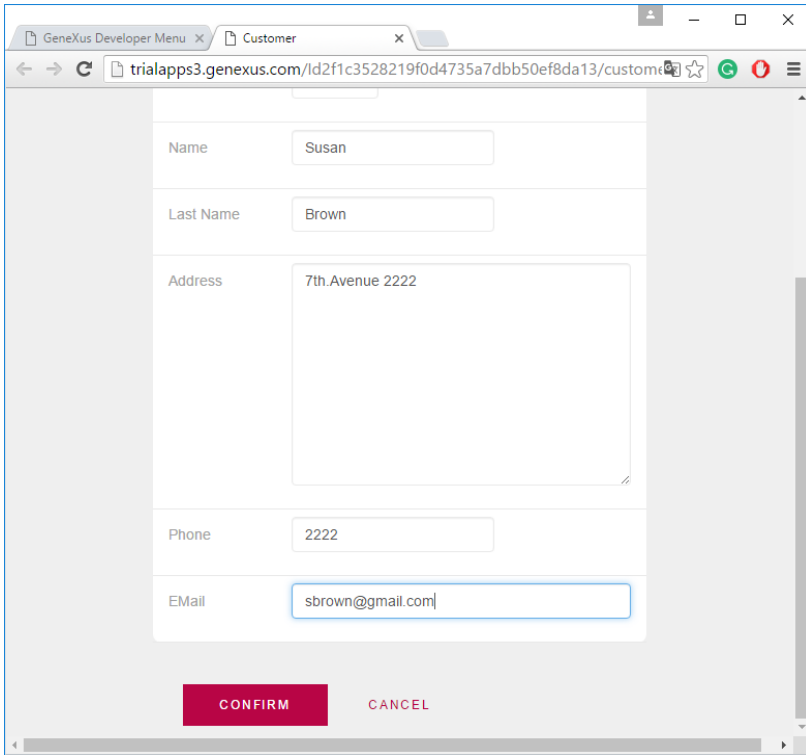 GeneXus Developer Menu
Customer
trialapps3.genexus.com/Id2f1c3528219f0d4735a7dbb50ef8da13/custome
Name
Susan
Last Name
Brown
Address
7th.Avenue 2222
Phone
2222
EMail
sbrown@gmail.com
CONFIRM
CANCEL